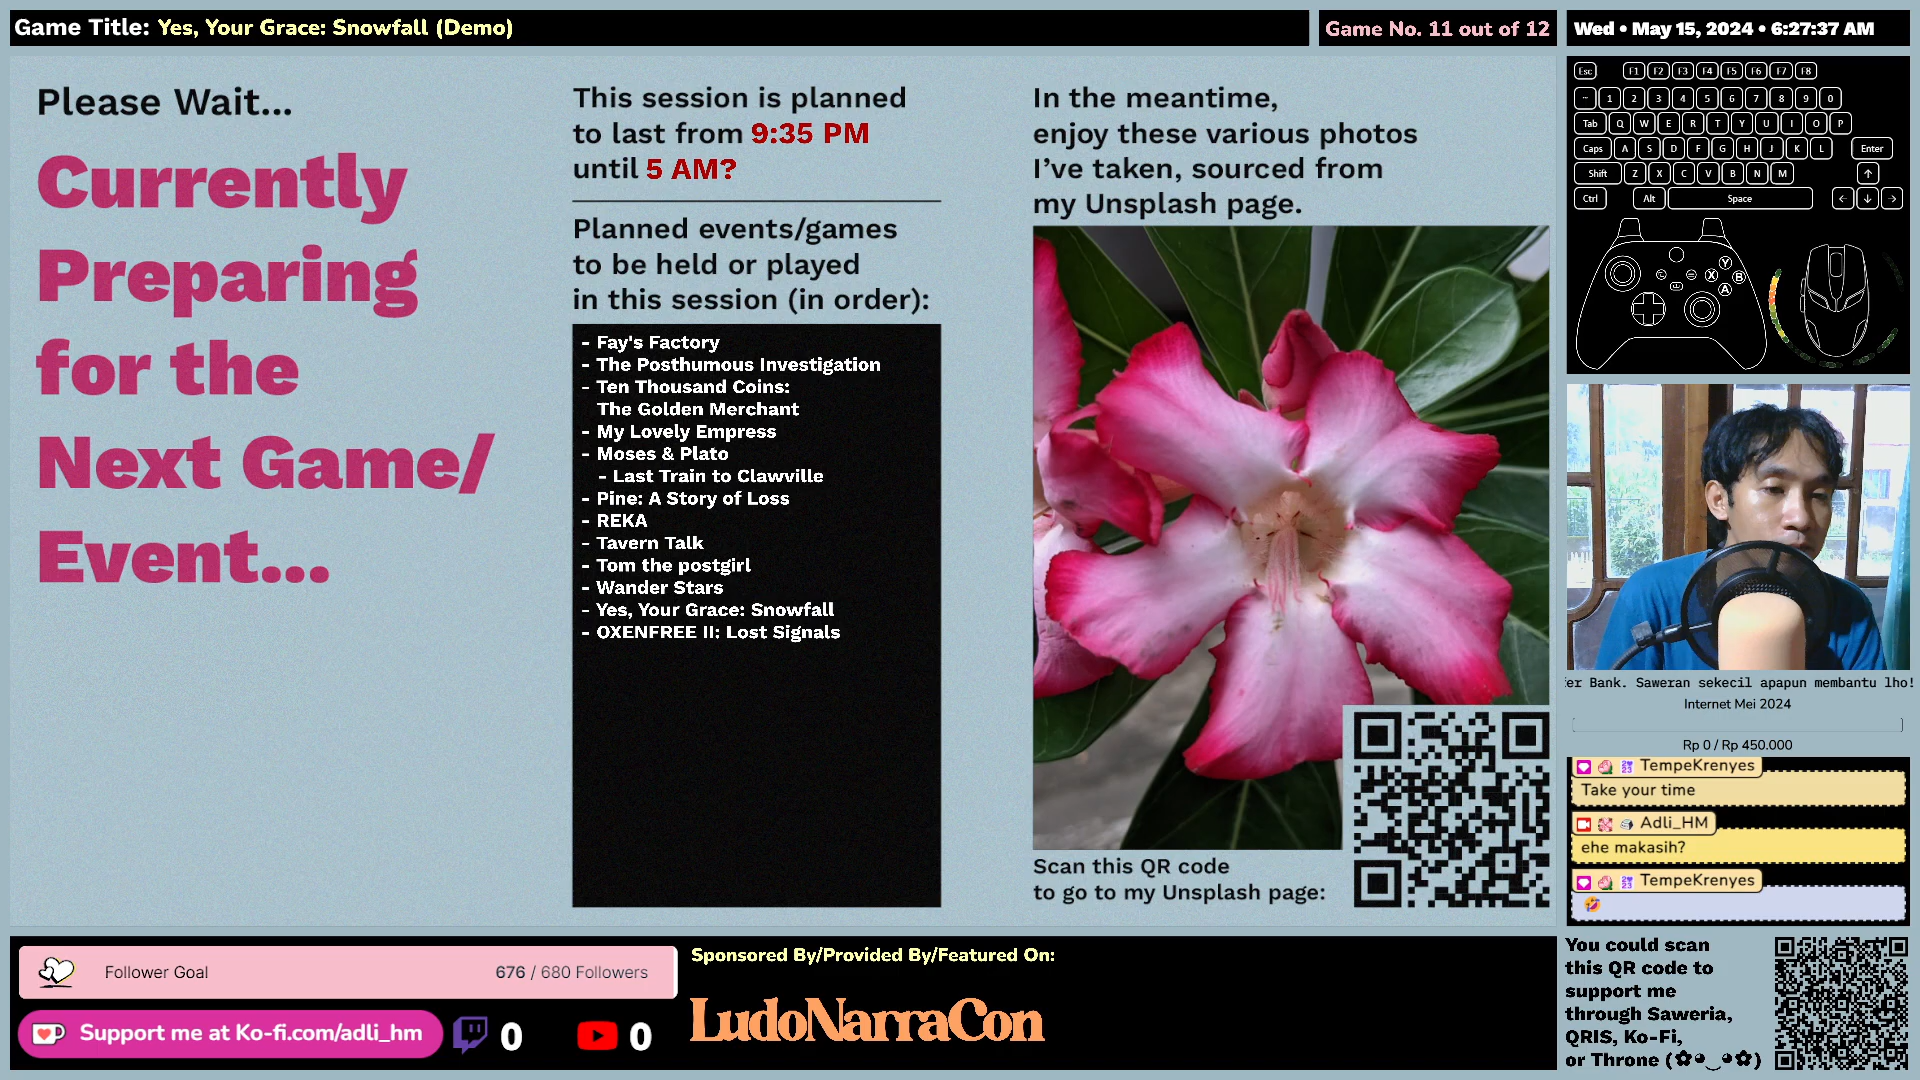 Game Title: Yes, Your Grace: Snowfall (Demo)
Game No. 11 out of 12
Wed • May 15, 2024 • 6:27:37 AM
Please Wait...
Currently
Preparing
for the
Next Game/
Event...
This session is planned
to last from 9:35 PM
until 5 AM?
Planned events/games
to be held or played
in this session (in order):
- Fay's Factory
- The Posthumous Investigation
- Ten Thousand Coins:
The Golden Merchant
- My Lovely Empress
- Moses & Plato
- Last Train to Clawville
- Pine: A Story of Loss
- REKA
- Tavern Talk
- Tom the postgirl
- Wander Stars
- Yes, Your Grace: Snowfall
- OXENFREE II: Lost Signals
In the meantime,
enjoy these various photos
I've taken, sourced from
my Unsplash page.
Scan this QR code
to go to my Unsplash page:
Esc F1 F2 F3 F4 F5 F6 F7 F8
~ 1 2 3 4 5 6 7 8 9 0
Tab Q W E R T Y U I O P
Caps A S D F G H J K L Enter
Shift Z X C V B N M ↑
Ctrl Alt Space ← ↓ →
Y
X B
A
er Bank. Saweran sekecil apapun membantu lho!
Internet Mei 2024
Rp 0 / Rp 450.000
TempeKrenyes
Take your time
Adli_HM
ehe makasih?
TempeKrenyes
🤣
Follower Goal 676 / 680 Followers
Support me at Ko-fi.com/adli_hm
0 0
Sponsored By/Provided By/Featured On:
LudoNarraCon
You could scan
this QR code to
support me
through Saweria,
QRIS, Ko-Fi,
or Throne (✿◕‿◕✿)